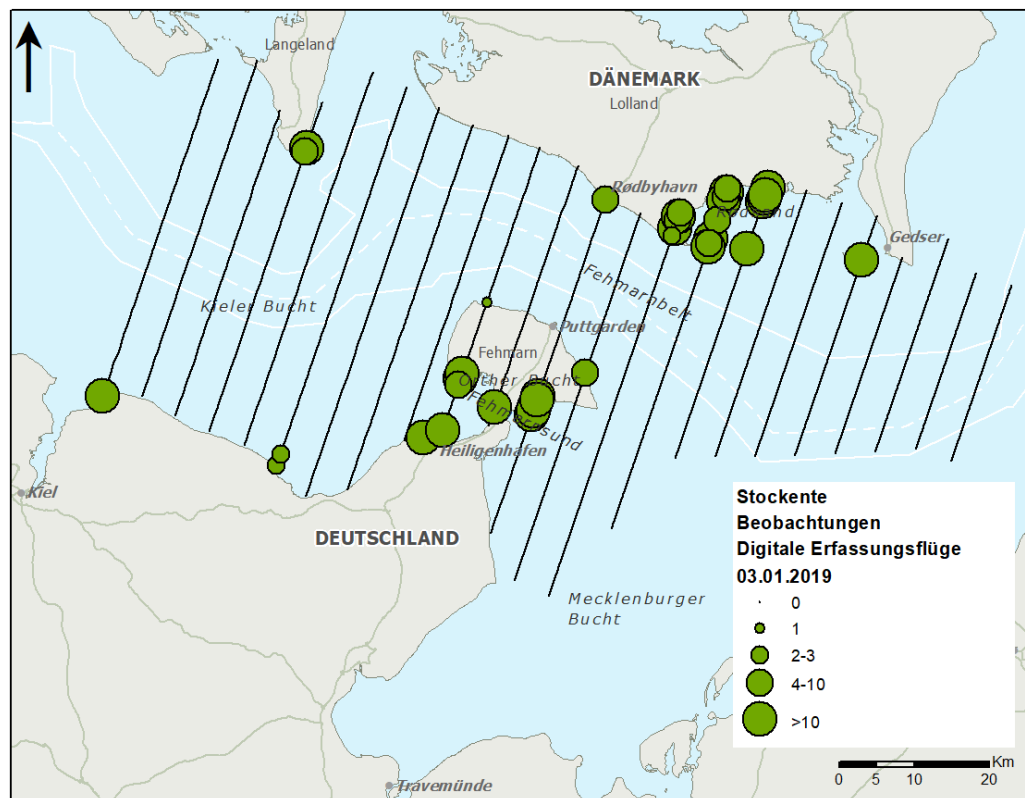 Langeland
DÄNEMARK
Lolland
Rødbyhavn
Rødsand
Gedser
Fehmarnbelt
Kieler Bucht
Puttgarden
Fehmarn
Orther Bucht
Fehmarnsund
Heiligenhafen
Kiel
DEUTSCHLAND
Mecklenburger
Bucht
Travemünde
Stockente
Beobachtungen
Digitale Erfassungsflüge
03.01.2019
0
1
2-3
4-10
>10
Km
0 5 10 20